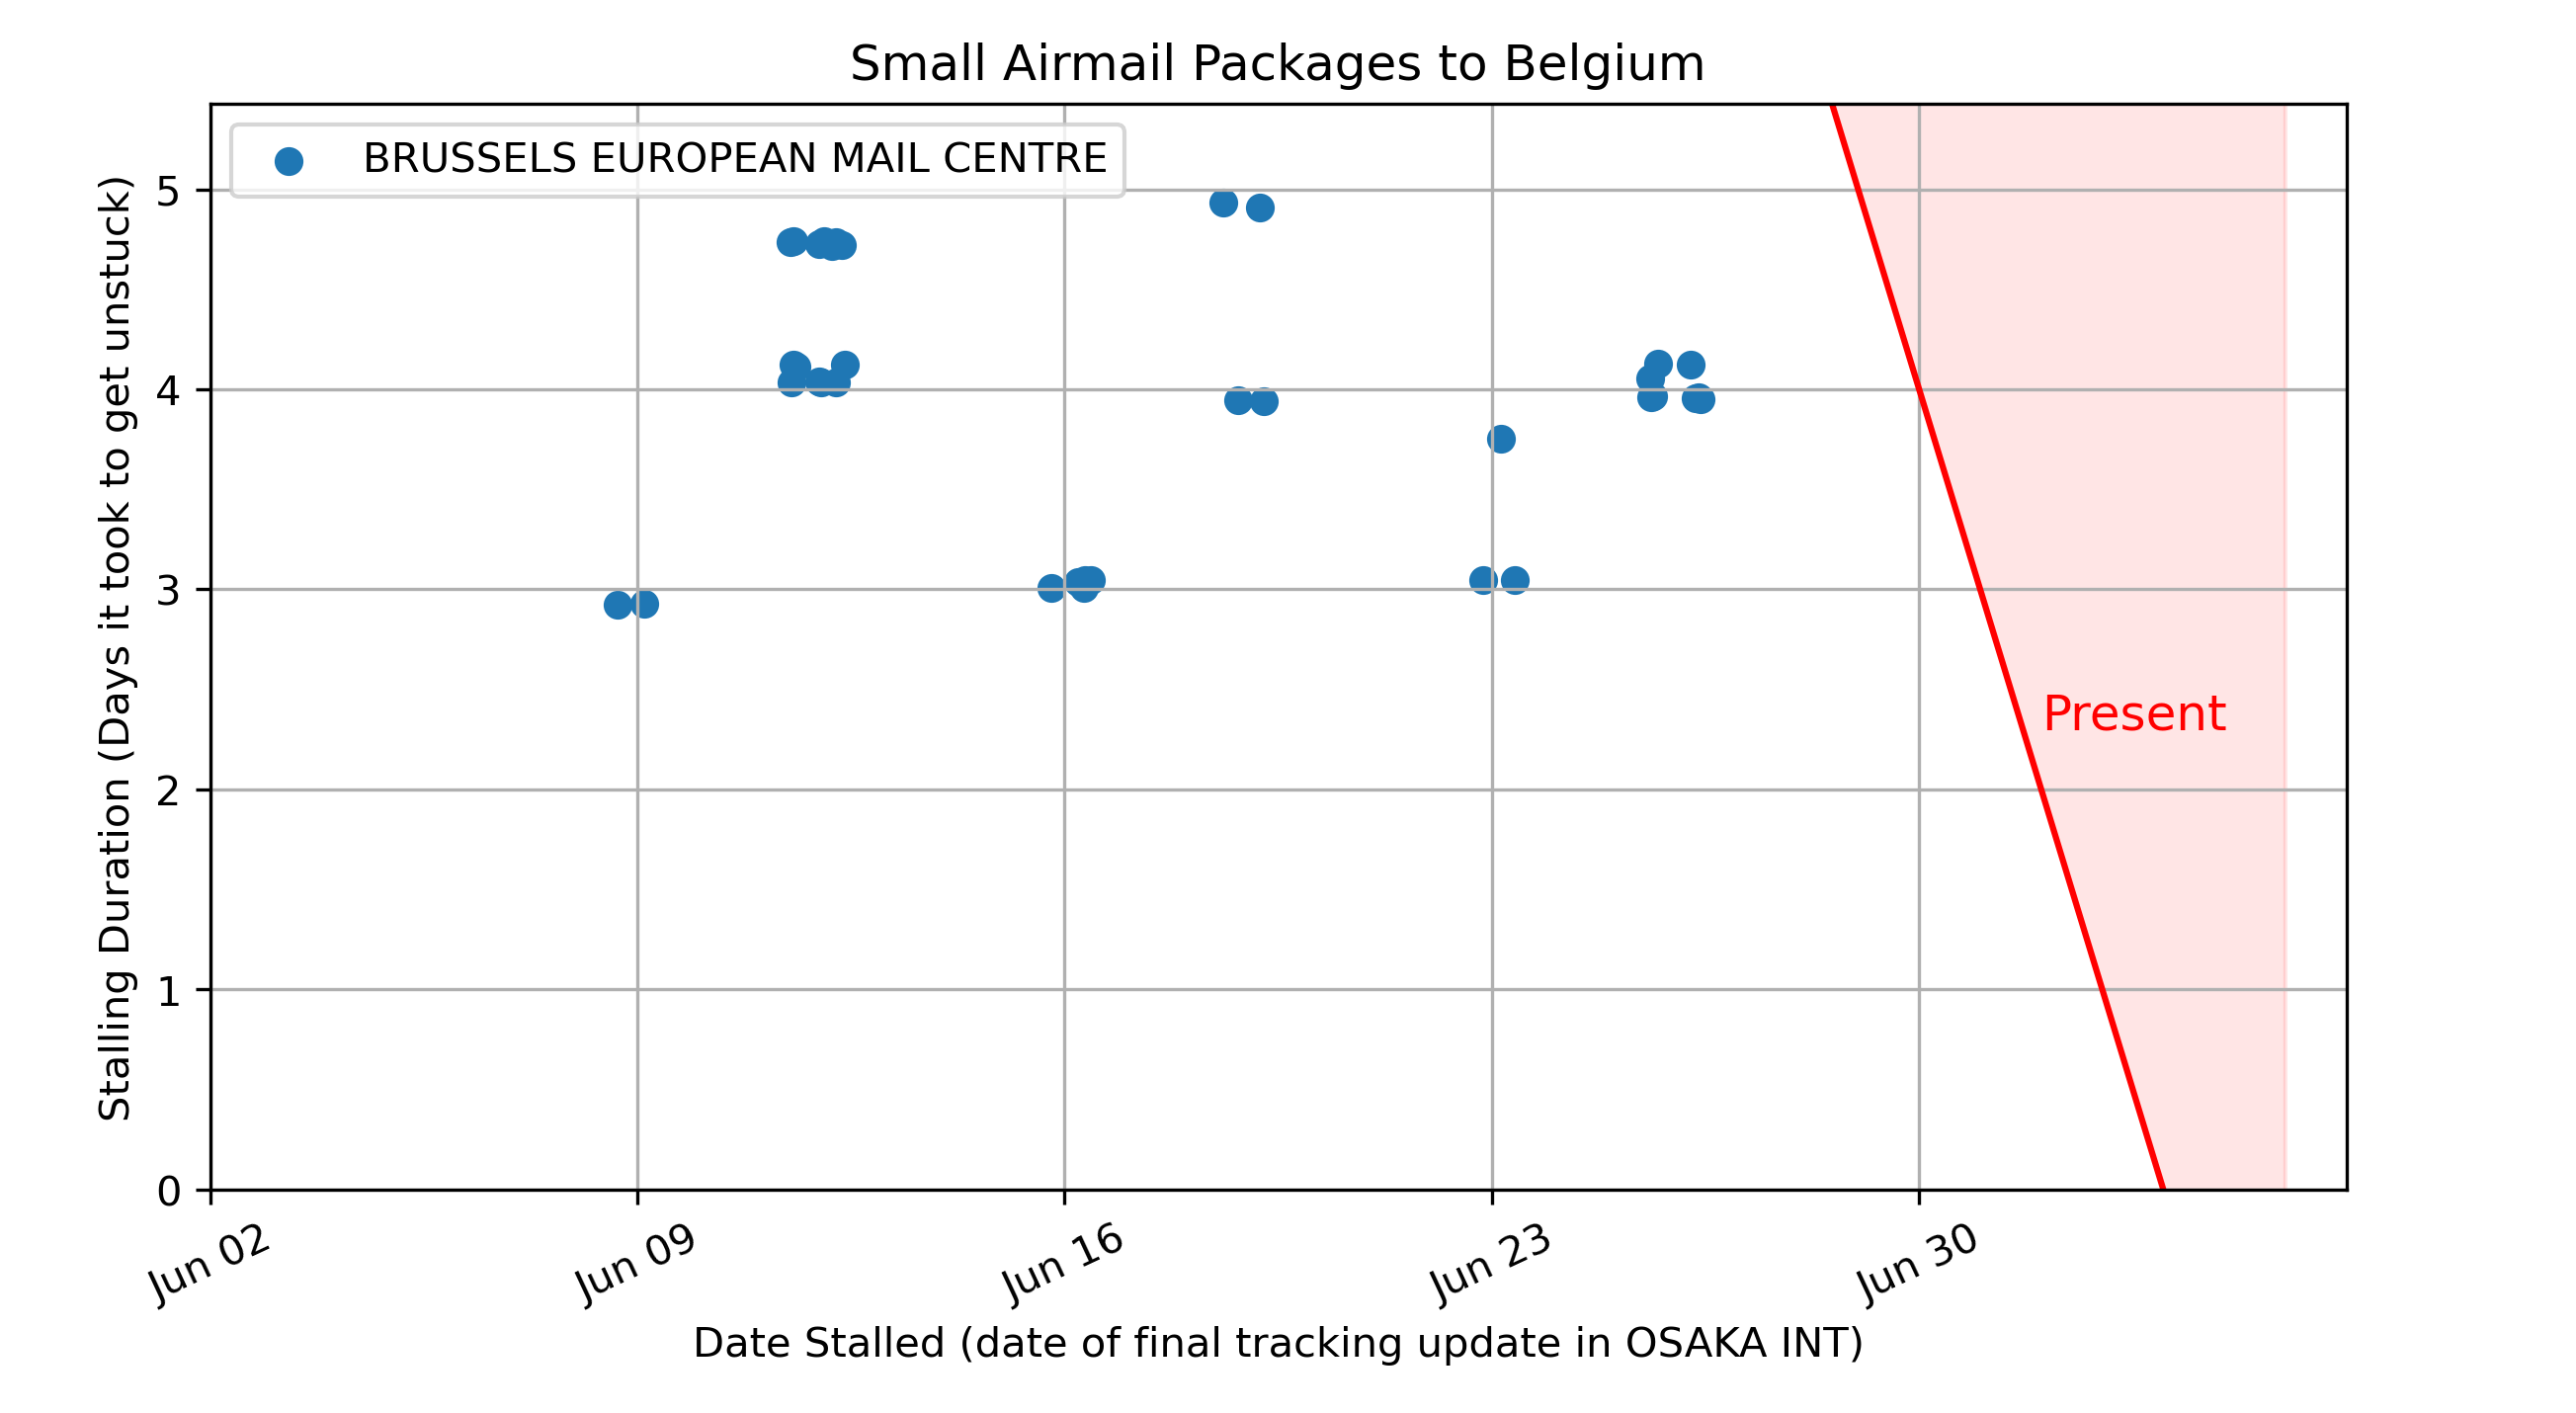 Small Airmail Packages to Belgium
BRUSSELS EUROPEAN MAIL CENTRE
Stalling Duration (Days it took to get unstuck)
5
4
3
2
1
0
Present
Jun 02
Jun 09
Jun 16
Jun 23
Jun 30
Date Stalled (date of final tracking update in OSAKA INT)